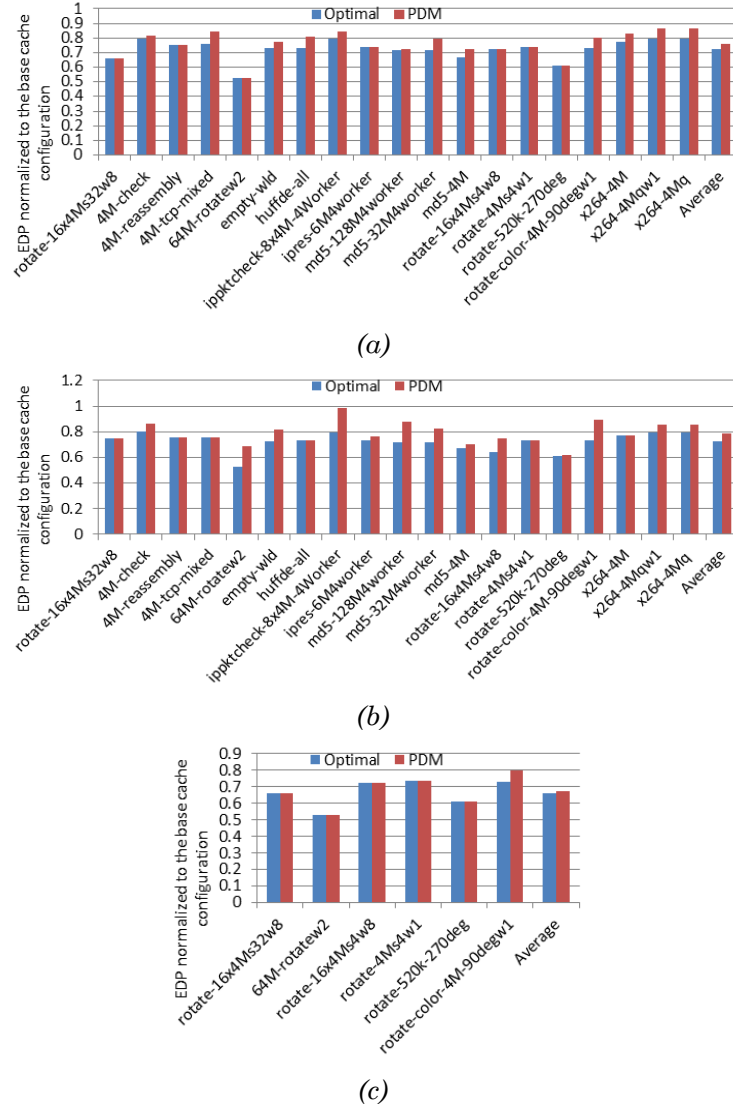 EDP normalized to the base cache
configuration
1
0.9
0.8
0.7
0.6
0.5
0.4
0.3
0.2
0.1
0
Optimal PDM
rotate-16x4Ms32w8
4M-check
4M-reassembly
4M-tcp-mixed
64M-rotatew2
empty-wld
huffde-all
ippktcheck-8x4M-4Worker
ipres-6M4worker
md5-128M4worker
md5-32M4worker
md5-4M
rotate-16x4Ms4w8
rotate-4Ms4w1
rotate-520k-270deg
rotate-color-4M-90degw1
x264-4M
x264-4Mqw1
x264-4Mq
Average
(a)
EDP normalized to the base cache
configuration
1.2
1
0.8
0.6
0.4
0.2
0
Optimal PDM
rotate-16x4Ms32w8
4M-check
4M-reassembly
4M-tcp-mixed
64M-rotatew2
empty-wld
huffde-all
ippktcheck-8x4M-4Worker
ipres-6M4worker
md5-128M4worker
md5-32M4worker
md5-4M
rotate-16x4Ms4w8
rotate-4Ms4w1
rotate-520k-270deg
rotate-color-4M-90degw1
x264-4M
x264-4Mqw1
x264-4Mq
Average
(b)
EDP normalized to the base cache
configuration
0.9
0.8
0.7
0.6
0.5
0.4
0.3
0.2
0.1
0
Optimal PDM
rotate-16x4Ms32w8
64M-rotatew2
rotate-16x4Ms4w8
rotate-4Ms4w1
rotate-520k-270deg
rotate-color-4M-90degw1
Average
(c)